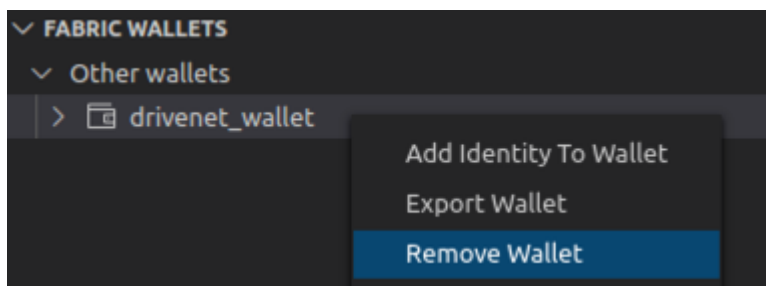 FABRIC WALLETS
Other wallets
drivenet_wallet
Add Identity To Wallet
Export Wallet
Remove Wallet